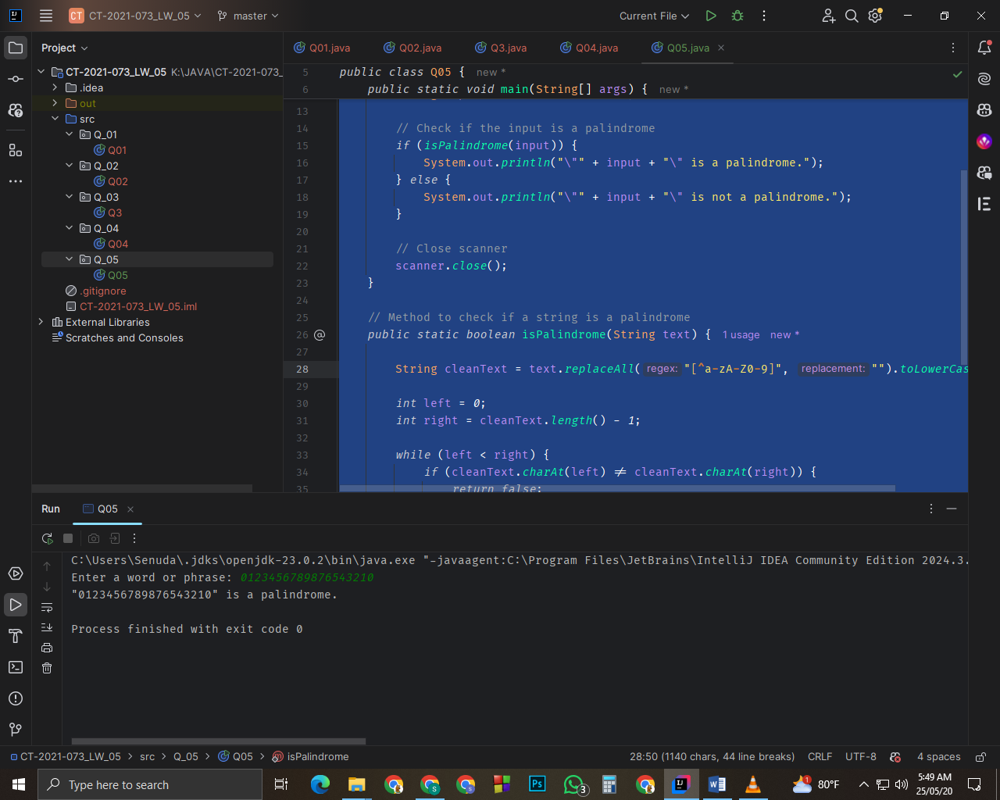 CT CT-2021-073_LW_05 master Current File
Project
CT-2021-073_LW_05 K:\JAVA\CT-2021-073_
.idea
out
src
Q_01
Q01
Q_02
Q02
Q_03
Q3
Q_04
Q04
Q_05
Q05
.gitignore
CT-2021-073_LW_05.iml
External Libraries
Scratches and Consoles
Q01.java Q02.java Q3.java Q04.java Q05.java
5 public class Q05 { new *
6 public static void main(String[] args) { new *
13
14 // Check if the input is a palindrome
15 if (isPalindrome(input)) {
16 System.out.println("\"" + input + "\" is a palindrome.");
17 } else {
18 System.out.println("\"" + input + "\" is not a palindrome.");
19 }
20
21 // Close scanner
22 scanner.close();
23 }
24
25 // Method to check if a string is a palindrome
26 public static boolean isPalindrome(String text) { 1 usage new *
27
28 String cleanText = text.replaceAll( regex: "[^a-zA-Z0-9]", replacement: "").toLowerCas
29
30 int left = 0;
31 int right = cleanText.length() - 1;
32
33 while (left < right) {
34 if (cleanText.charAt(left) != cleanText.charAt(right)) {
35 return false;
Run Q05
C:\Users\Senuda\.jdks\openjdk-23.0.2\bin\java.exe "-javaagent:C:\Program Files\JetBrains\IntelliJ IDEA Community Edition 2024.3.
Enter a word or phrase: 0123456789876543210
"0123456789876543210" is a palindrome.
Process finished with exit code 0
CT-2021-073_LW_05 > src > Q_05 > Q05 > isPalindrome 28:50 (1140 chars, 44 line breaks) CRLF UTF-8 4 spaces
Type here to search 3 1 80°F 5:49 AM
25/05/20